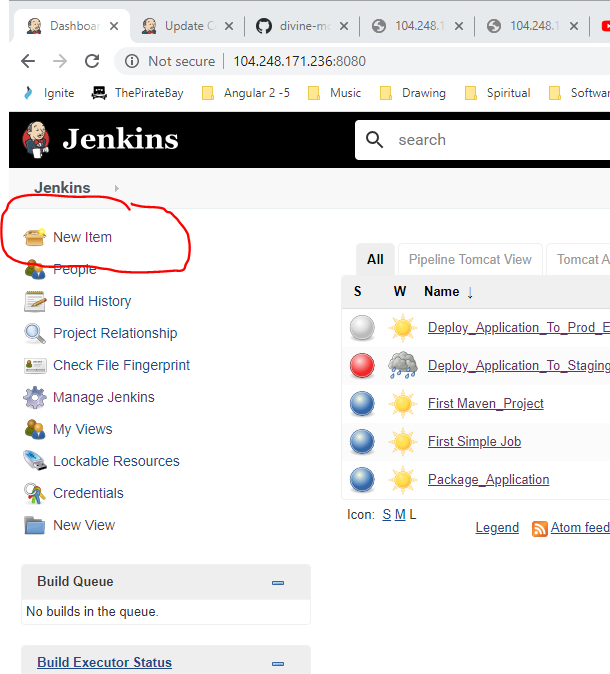 Dashboar
Update C
divine-mc
104.248.1
104.248.1
Not secure | 104.248.171.236:8080
Ignite ThePirateBay Angular 2 -5 Music Drawing Spiritual Softwar
Jenkins
search
Jenkins
New Item
People
Build History
Project Relationship
Check File Fingerprint
Manage Jenkins
My Views
Lockable Resources
Credentials
New View
All Pipeline Tomcat View Tomcat A
S W Name ↓
Deploy_Application_To_Prod_E
Deploy_Application_To_Staging
First Maven_Project
First Simple Job
Package_Application
Icon: S M L
Legend Atom feed
Build Queue
No builds in the queue.
Build Executor Status